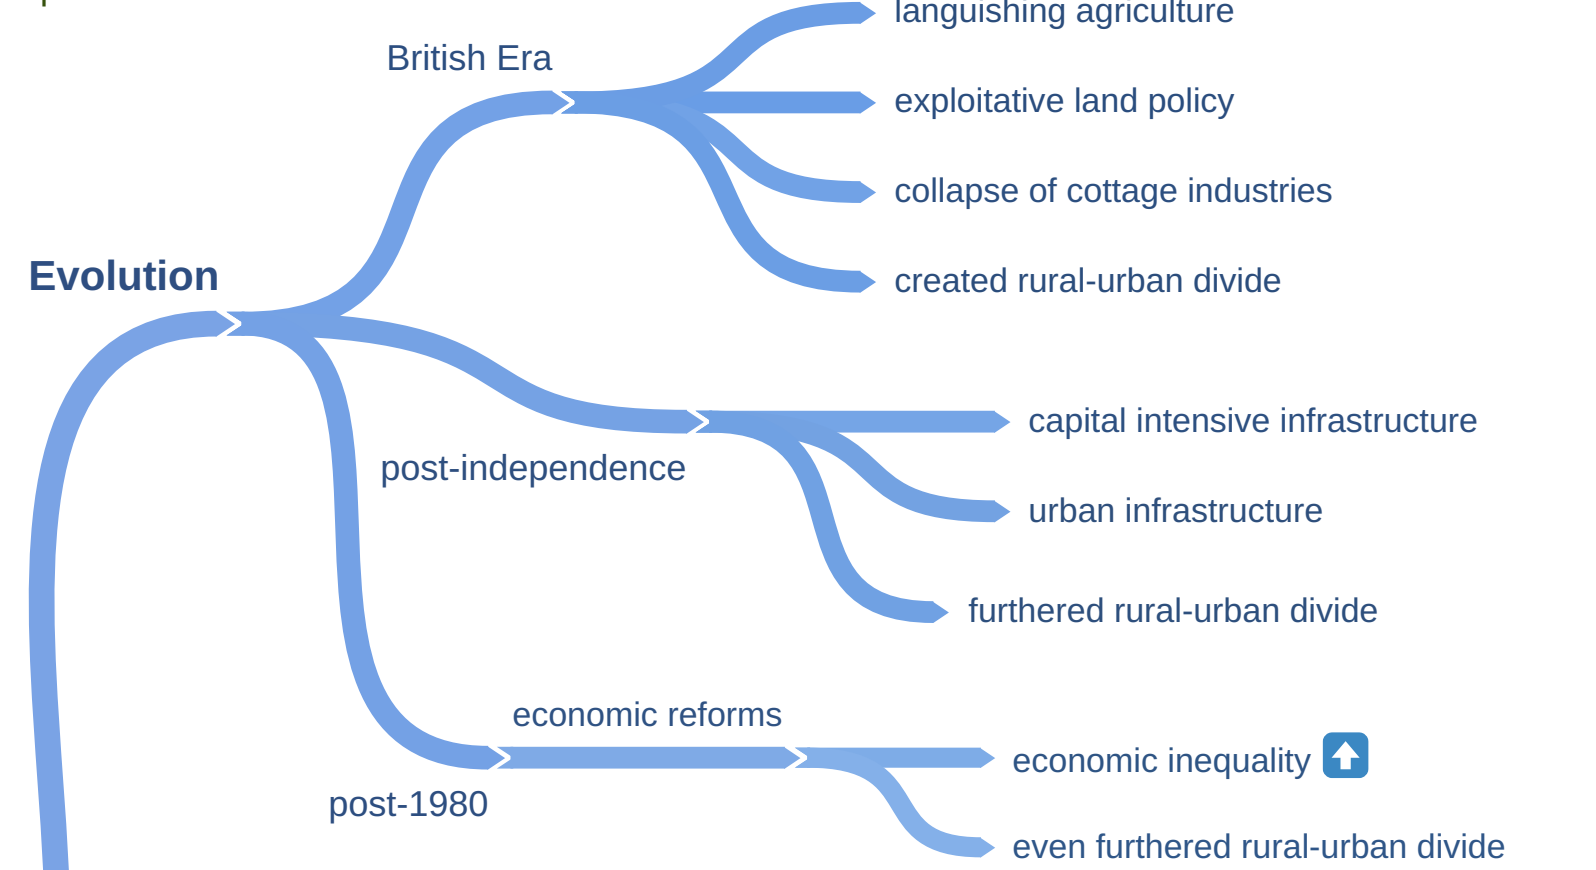 languishing agriculture
British Era
exploitative land policy
collapse of cottage industries
created rural-urban divide
Evolution
capital intensive infrastructure
post-independence
urban infrastructure
furthered rural-urban divide
economic reforms
economic inequality ⬆️
post-1980
even furthered rural-urban divide